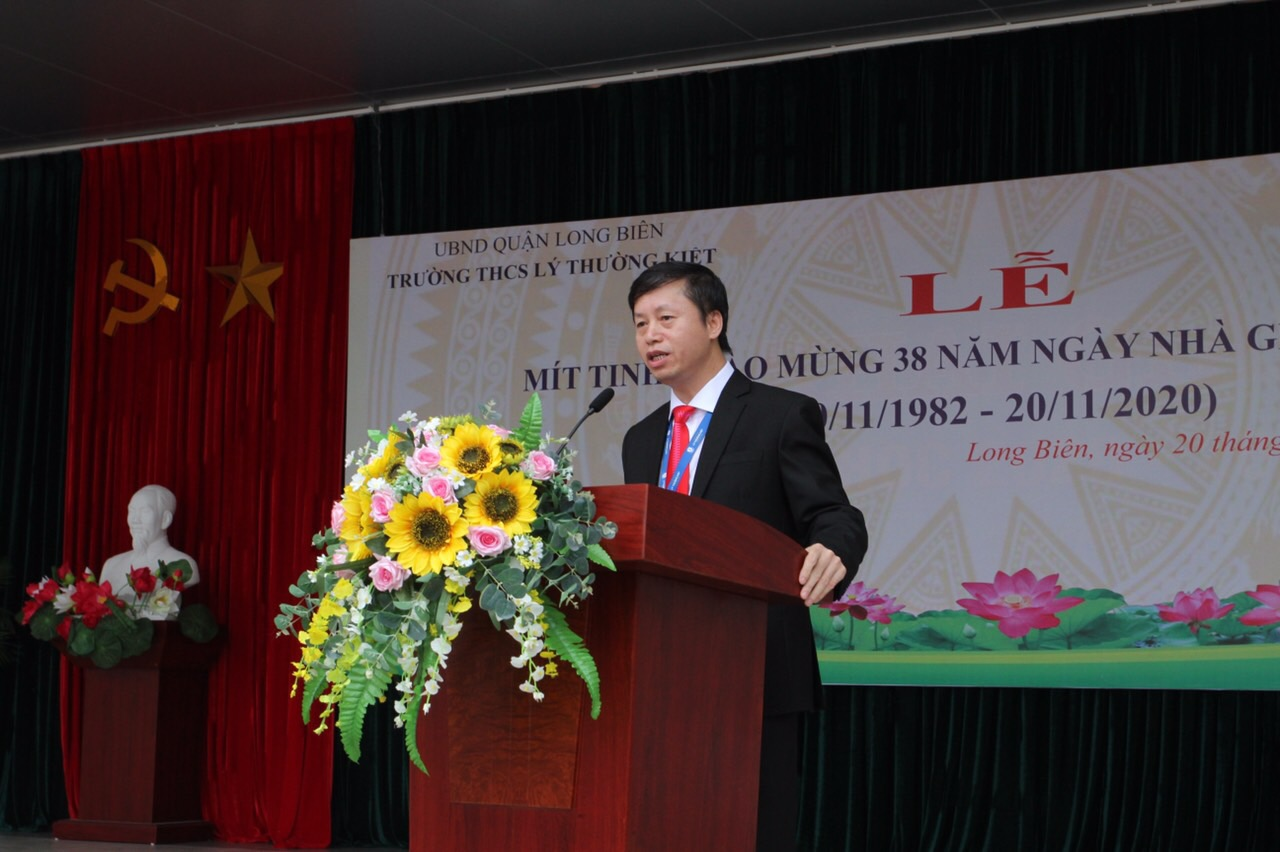 UBND QUẬN LONG BIÊN
TRƯỜNG THCS LÝ THƯỜNG KIỆT
LỄ
MÍT TINH MỪNG 38 NĂM NGÀY NHÀ
/11/1982 - 20/11/2020)
Long Biên, ngày 20 tháng